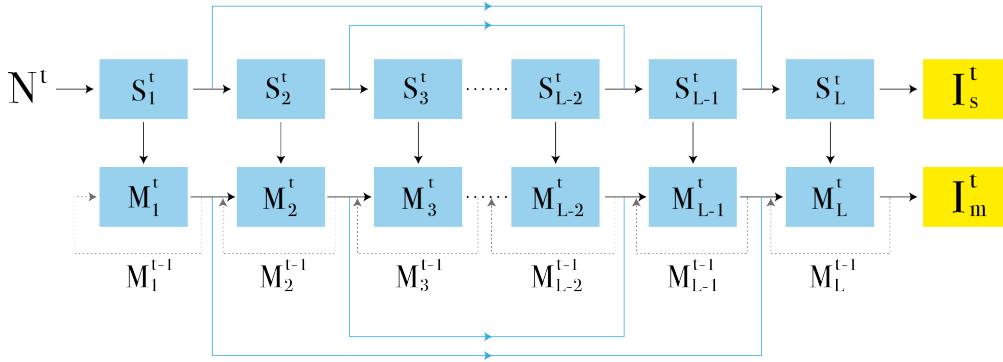 N^t S_1^t S_2^t S_3^t ...... S_{L-2}^t S_{L-1}^t S_L^t I_s^t
M_1^t M_2^t M_3^t ...... M_{L-2}^t M_{L-1}^t M_L^t I_m^t
M_1^{t-1} M_2^{t-1} M_3^{t-1} M_{L-2}^{t-1} M_{L-1}^{t-1} M_L^{t-1}